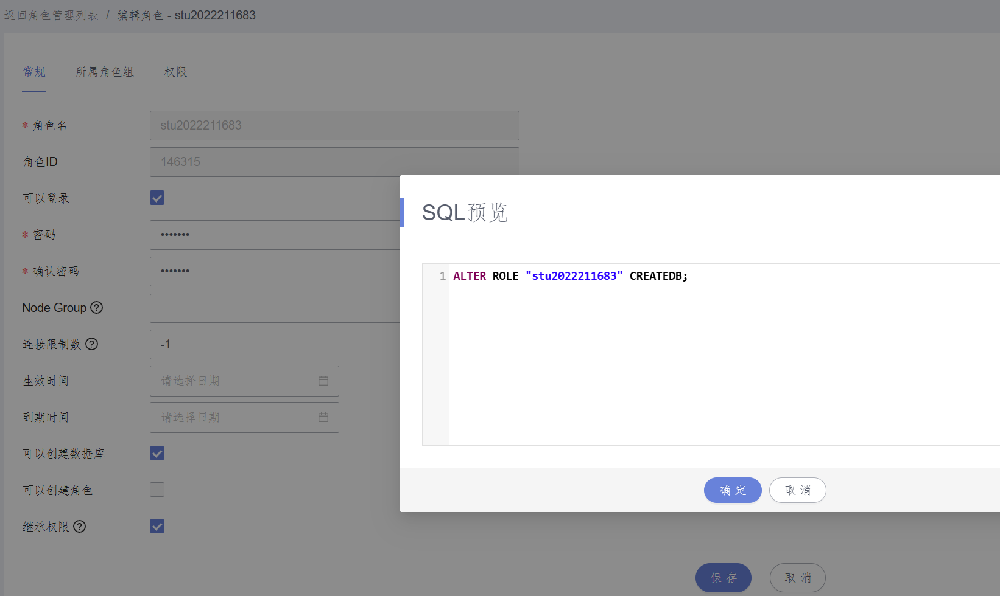 返回角色管理列表 / 编辑角色 - stu2022211683
常规 所属角色组 权限
* 角色名 stu2022211683
角色ID 146315
可以登录
* 密码 •••••••
* 确认密码 •••••••
Node Group ?
连接限制数 ? -1
生效时间 请选择日期
到期时间 请选择日期
可以创建数据库
可以创建角色
继承权限 ?
SQL预览
1 ALTER ROLE "stu2022211683" CREATEDB;
确定 取消
保存 取消